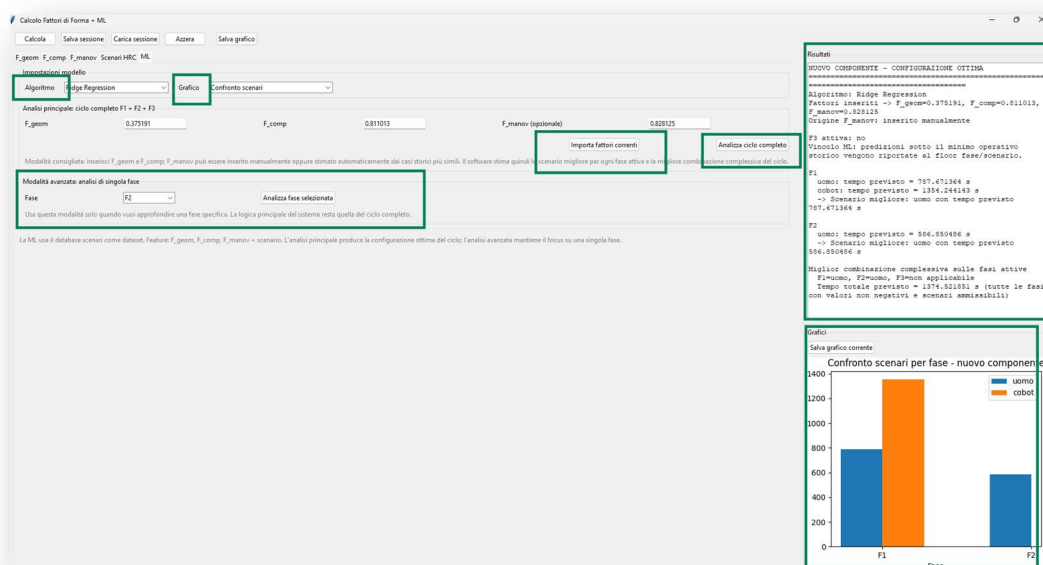 Calcolo Fattori di Forma + ML
Calcola Salva sessione Carica sessione Azzera Salva grafico
F_geom F_comp F_manov Scenari HRC ML
Impostazioni modello
Algoritmo Ridge Regression Grafico Confronto scenari
Analisi principale: ciclo completo F1 + F2 + F3
F_geom 0.375191 F_comp 0.811013 F_manov (opzionale) 0.828125
Importa fattori correnti Analizza ciclo completo
Modalità consigliata: inserisci F_geom e F_comp; F_manov può essere inserito manualmente oppure stimato automaticamente dai casi storici più simili. Il software stima quindi lo scenario migliore per ogni fase attiva e la migliore combinazione complessiva del ciclo.
Modalità avanzata: analisi di singola fase
Fase F2 Analizza fase selezionata
Usa questa modalità solo quando vuoi approfondire una fase specifica. La logica principale del sistema resta quella del ciclo completo.
La ML usa il database scenari come dataset. Feature: F_geom, F_comp, F_manov + scenario. L'analisi principale produce la configurazione ottima del ciclo; l'analisi avanzata mantiene il focus su una singola fase.
Risultati
NUOVO COMPONENTE - CONFIGURAZIONE OTTIMA
Algoritmo: Ridge Regression
Fattori inseriti -> F_geom=0.375191, F_comp=0.811013,
F_manov=0.828125
Origine F_manov: inserito manualmente
F3 attiva: no
Vincolo ML: predizioni sotto il minimo operativo
storico vengono riportate al floor fase/scenario.
F1
uomo: tempo previsto = 787.671364 s
cobot: tempo previsto = 1354.244143 s
-> Scenario migliore: uomo con tempo previsto
787.671364 s
F2
uomo: tempo previsto = 586.850486 s
-> Scenario migliore: uomo con tempo previsto
586.850486 s
Miglior combinazione complessiva sulle fasi attive
F1=uomo, F2=uomo, F3=non applicabile
Tempo totale previsto = 1374.521851 s (tutte le fasi
con valori non negativi e scenari ammissibili)
Grafici
Salva grafico corrente
Confronto scenari per fase - nuovo componente
uomo
cobot
1400
1200
1000
800
600
400
200
0
F1 F2